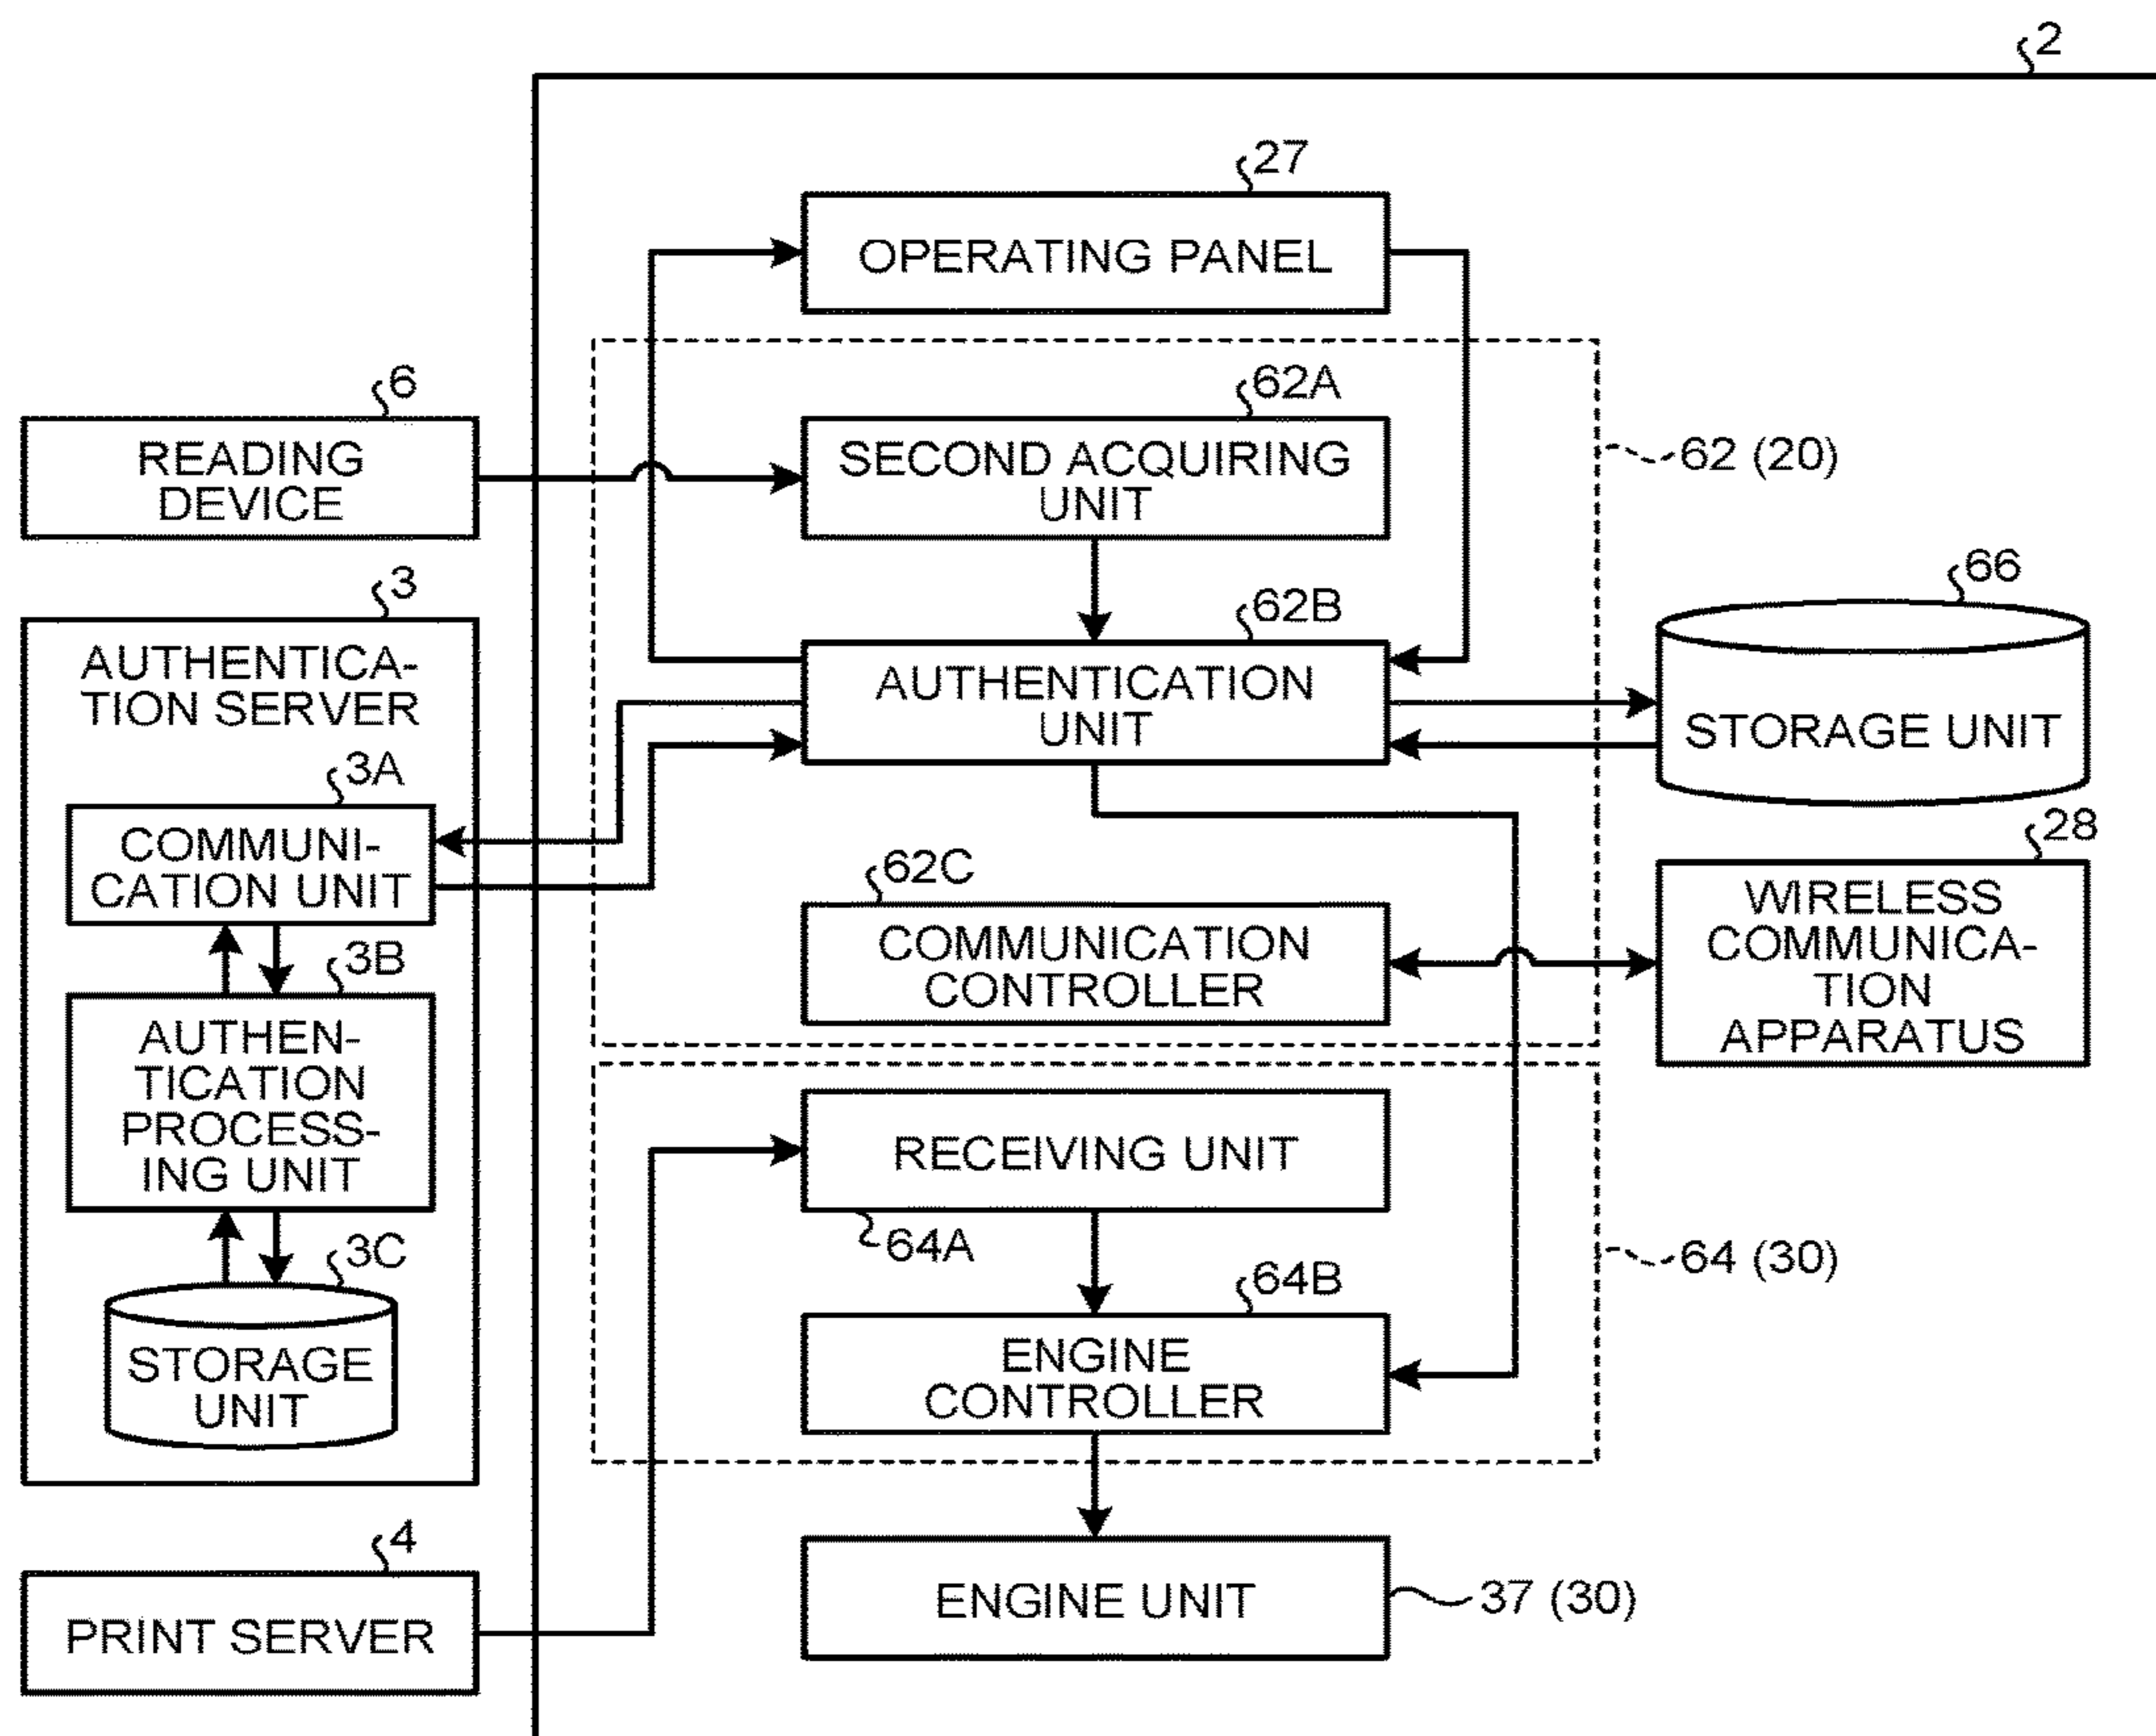 2
27
OPERATING PANEL
6
READING
DEVICE
62A
SECOND ACQUIRING
UNIT
62 (20)
3
AUTHENTICA-
TION SERVER
62B
AUTHENTICATION
UNIT
66
STORAGE UNIT
3A
COMMUNI-
CATION UNIT
62C
COMMUNICATION
CONTROLLER
28
WIRELESS
COMMUNICA-
TION
APPARATUS
3B
AUTHEN-
TICATION
PROCESS-
ING UNIT
RECEIVING UNIT
64A
64 (30)
3C
STORAGE
UNIT
64B
ENGINE
CONTROLLER
4
PRINT SERVER
ENGINE UNIT
37 (30)